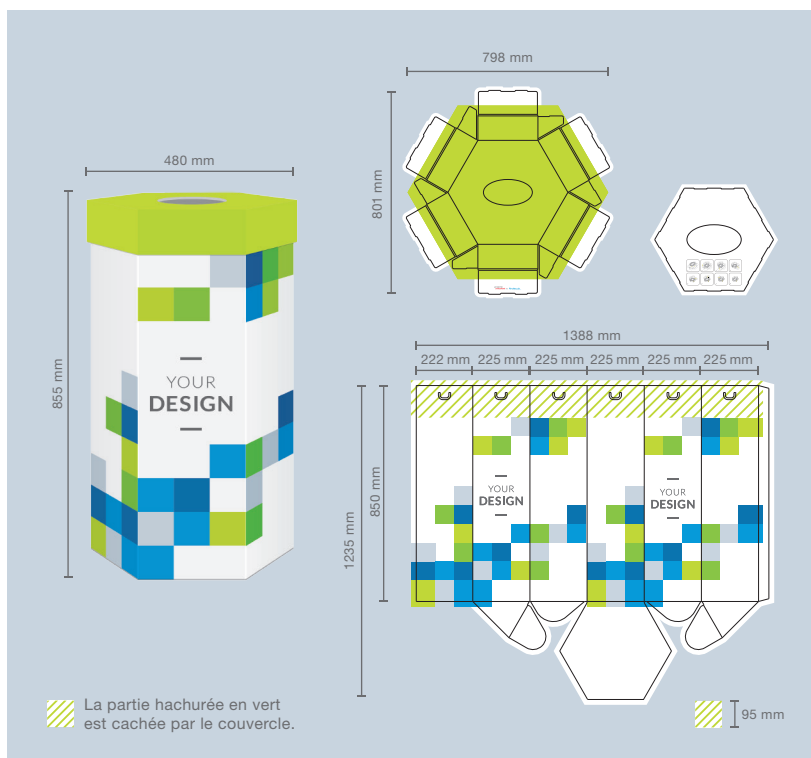 798 mm
480 mm
801 mm
855 mm
YOUR
DESIGN
1388 mm
222 mm 225 mm 225 mm 225 mm 225 mm 225 mm
850 mm
1235 mm
YOUR
DESIGN
YOUR
DESIGN
La partie hachurée en vert
est cachée par le couvercle.
95 mm